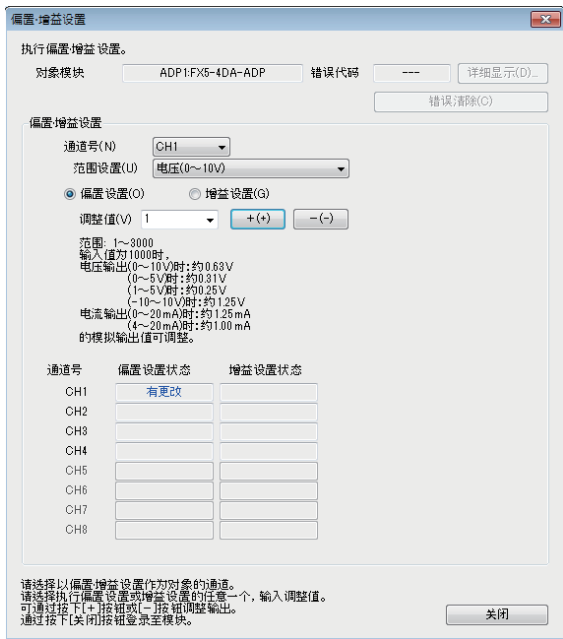 偏置·增益设置
执行偏置·增益设置。
对象模块 ADP1:FX5-4DA-ADP 错误代码 --- 详细显示(D)...
错误清除(C)
偏置·增益设置
通道号(N) CH1
范围设置(U) 电压(0～10V)
偏置设置(O) 增益设置(G)
调整值(V) 1 +(+) －(-)
范围: 1～3000
输入值为1000时，
电压输出(0～10V)时：约0.63V
(0～5V)时：约0.31V
(1～5V)时：约0.25V
(-10～10V)时：约1.25V
电流输出(0～20mA)时：约1.25mA
(4～20mA)时：约1.00mA
的模拟输出值可调整。
通道号 偏置设置状态 增益设置状态
CH1 有更改
CH2
CH3
CH4
CH5
CH6
CH7
CH8
请选择以偏置·增益设置作为对象的通道。
请选择执行偏置设置或增益设置的任意一个，输入调整值。
可通过按下[+]按钮或[－]按钮调整输出。
通过按下[关闭]按钮登录至模块。
关闭